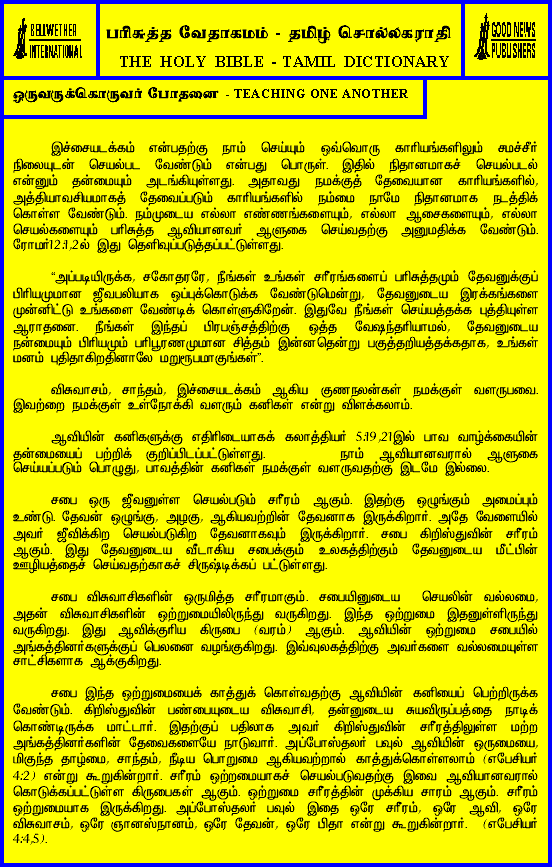 BELLWETHER
INTERNATIONAL
பரிசுத்த வேதாகமம் - தமிழ் சொல்லகராதி
THE HOLY BIBLE - TAMIL DICTIONARY
GOOD NEWS
PUBLISHERS
ஒருவருக்கொருவர் போதனை - TEACHING ONE ANOTHER
இச்சையடக்கம் என்பதற்கு நாம் செய்யும் ஒவ்வொரு காரியங்களிலும் சமச்சீர்
நிலையுடன் செயல்பட வேண்டும் என்பது பொருள். இதில் நிதானமாகச் செயல்படல்
என்னும் தன்மையும் அடங்கியுள்ளது. அதாவது நமக்குத் தேவையான காரியங்களில்,
அத்தியாவசியமாகத் தேவைப்படும் காரியங்களில் நம்மை நாமே நிதானமாக நடத்திக்
கொள்ள வேண்டும். நம்முடைய எல்லா எண்ணங்களையும், எல்லா ஆசைகளையும், எல்லா
செயல்களையும் பரிசுத்த ஆவியானவர் ஆளுகை செய்வதற்கு அனுமதிக்க வேண்டும்.
ரோமர்12:1,2ல் இது தெளிவுப்படுத்தப்பட்டுள்ளது.
“அப்படியிருக்க, சகோதரரே, நீங்கள் உங்கள் சரீரங்களைப் பரிசுத்தமும் தேவனுக்குப்
பிரியமுமான ஜீவபலியாக ஒப்புக்கொடுக்க வேண்டுமென்று, தேவனுடைய இரக்கங்களை
முன்னிட்டு உங்களை வேண்டிக் கொள்ளுகிறேன். இதுவே நீங்கள் செய்யத்தக்க புத்தியுள்ள
ஆராதனை. நீங்கள் இந்தப் பிரபஞ்சத்திற்கு ஒத்த வேஷந்தரியாமல், தேவனுடைய
நன்மையும் பிரியமும் பரிபூரணமுமான சித்தம் இன்னதென்று பகுத்தறியத்தக்கதாக, உங்கள்
மனம் புதிதாகிறதினாலே மறுரூபமாகுங்கள்”.
விசுவாசம், சாந்தம், இச்சையடக்கம் ஆகிய குணநலன்கள் நமக்குள் வளருபவை.
இவற்றை நமக்குள் உள்நோக்கி வளரும் கனிகள் என்று விளக்கலாம்.
ஆவியின் கனிகளுக்கு எதிரிடையாகக் கலாத்தியர் 5:19,21இல் பாவ வாழ்க்கையின்
தன்மையைப் பற்றிக் குறிப்பிடப்பட்டுள்ளது. நாம் ஆவியானவரால் ஆளுகை
செய்யப்படும் பொழுது, பாவத்தின் கனிகள் நமக்குள் வளருவதற்கு இடமே இல்லை.
சபை ஒரு ஜீவனுள்ள செயல்படும் சரீரம் ஆகும். இதற்கு ஒழுங்கும் அமைப்பும்
உண்டு. தேவன் ஒழுங்கு, அழகு, ஆகியவற்றின் தேவனாக இருக்கிறார். அதே வேளையில்
அவர் ஜீவிக்கிற செயல்படுகிற தேவனாகவும் இருக்கிறார். சபை கிறிஸ்துவின் சரீரம்
ஆகும். இது தேவனுடைய வீடாகிய சபைக்கும் உலகத்திற்கும் தேவனுடைய மீட்பின்
ஊழியத்தைச் செய்வதற்காகச் சிருஷ்டிக்கப் பட்டுள்ளது.
சபை விசுவாசிகளின் ஒருமித்த சரீரமாகும். சபையினுடைய செயலின் வல்லமை,
அதன் விசுவாசிகளின் ஒற்றுமையிலிருந்து வருகிறது. இந்த ஒற்றுமை இதனுள்ளிருந்து
வருகிறது. இது ஆவிக்குரிய கிருபை (வரம்) ஆகும். ஆவியின் ஒற்றுமை சபையில்
அங்கத்தினர்களுக்குப் பெலனை வழங்குகிறது. இவ்வுலகத்திற்கு அவர்களை வல்லமையுள்ள
சாட்சிகளாக ஆக்குகிறது.
சபை இந்த ஒற்றுமையைக் காத்துக் கொள்வதற்கு ஆவியின் கனியைப் பெற்றிருக்க
வேண்டும். கிறிஸ்துவின் பண்பையுடைய விசுவாசி, தன்னுடைய சுயவிருப்பத்தை நாடிக்
கொண்டிருக்க மாட்டார். இதற்குப் பதிலாக அவர் கிறிஸ்துவின் சரீரத்திலுள்ள மற்ற
அங்கத்தினர்களின் தேவைகளையே நாடுவார். அப்போஸ்தலர் பவுல் ஆவியின் ஒருமையை,
மிகுந்த தாழ்மை, சாந்தம், நீடிய பொறுமை ஆகியவற்றால் காத்துக்கொள்ளலாம் (எபேசியர்
4:2) என்று கூறுகின்றார். சரீரம் ஒற்றமையாகச் செயல்படுவதற்கு இவை ஆவியானவரால்
கொடுக்கப்பட்டுள்ள கிருபைகள் ஆகும். ஒற்றுமை சரீரத்தின் முக்கிய சாரம் ஆகும். சரீரம்
ஒற்றுமையாக இருக்கிறது. அப்போஸ்தலர் பவுல் இதை ஒரே சரீரம், ஒரே ஆவி, ஒரே
விசுவாசம், ஒரே ஞானஸ்நானம், ஒரே தேவன், ஒரே பிதா என்று கூறுகின்றார். (எபேசியர்
4:4,5).